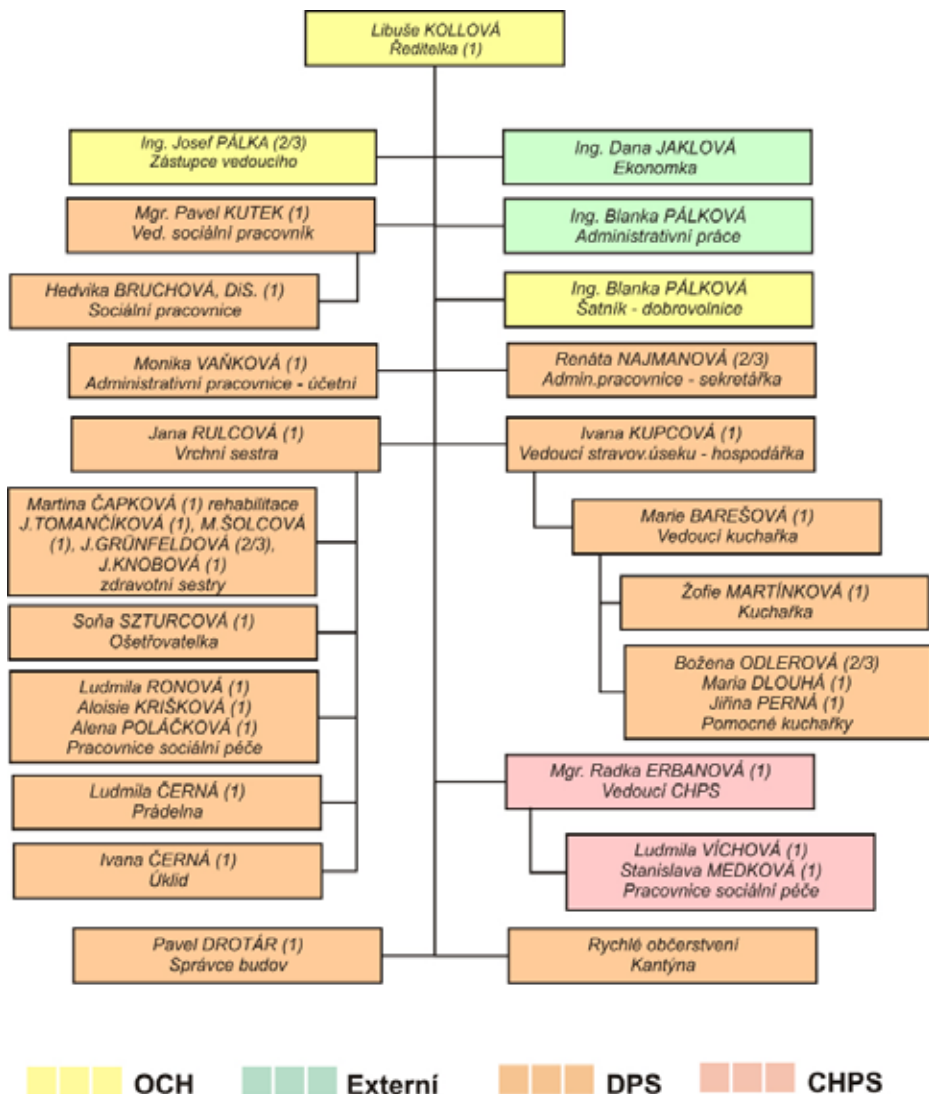 Libuše KOLLOVÁ
Ředitelka (1)
Ing. Josef PÁLKA (2/3)
Zástupce vedoucího
Ing. Dana JAKLOVÁ
Ekonomka
Mgr. Pavel KUTEK (1)
Ved. sociální pracovník
Ing. Blanka PÁLKOVÁ
Administrativní práce
Hedvika BRUCHOVÁ, DiS. (1)
Sociální pracovnice
Ing. Blanka PÁLKOVÁ
Šatník - dobrovolnice
Monika VAŇKOVÁ (1)
Administrativní pracovnice - účetní
Renáta NAJMANOVÁ (2/3)
Admin.pracovnice - sekretářka
Jana RULCOVÁ (1)
Vrchní sestra
Ivana KUPCOVÁ (1)
Vedoucí stravov.úseku - hospodářka
Martina ČAPKOVÁ (1) rehabilitace
J.TOMANČÍKOVÁ (1), M.ŠOLCOVÁ
(1), J.GRÜNFELDOVÁ (2/3),
J.KNOBOVÁ (1)
zdravotní sestry
Marie BAREŠOVÁ (1)
Vedoucí kuchařka
Žofie MARTÍNKOVÁ (1)
Kuchařka
Soňa SZTURCOVÁ (1)
Ošetřovatelka
Božena ODLEROVÁ (2/3)
Maria DLOUHÁ (1)
Jiřina PERNÁ (1)
Pomocné kuchařky
Ludmila RONOVÁ (1)
Aloisie KRIŠKOVÁ (1)
Alena POLÁČKOVÁ (1)
Pracovnice sociální péče
Mgr. Radka ERBANOVÁ (1)
Vedoucí CHPS
Ludmila ČERNÁ (1)
Prádelna
Ludmila VÍCHOVÁ (1)
Stanislava MEDKOVÁ (1)
Pracovnice sociální péče
Ivana ČERNÁ (1)
Úklid
Pavel DROTÁR (1)
Správce budov
Rychlé občerstvení
Kantýna
OCH Externí DPS CHPS